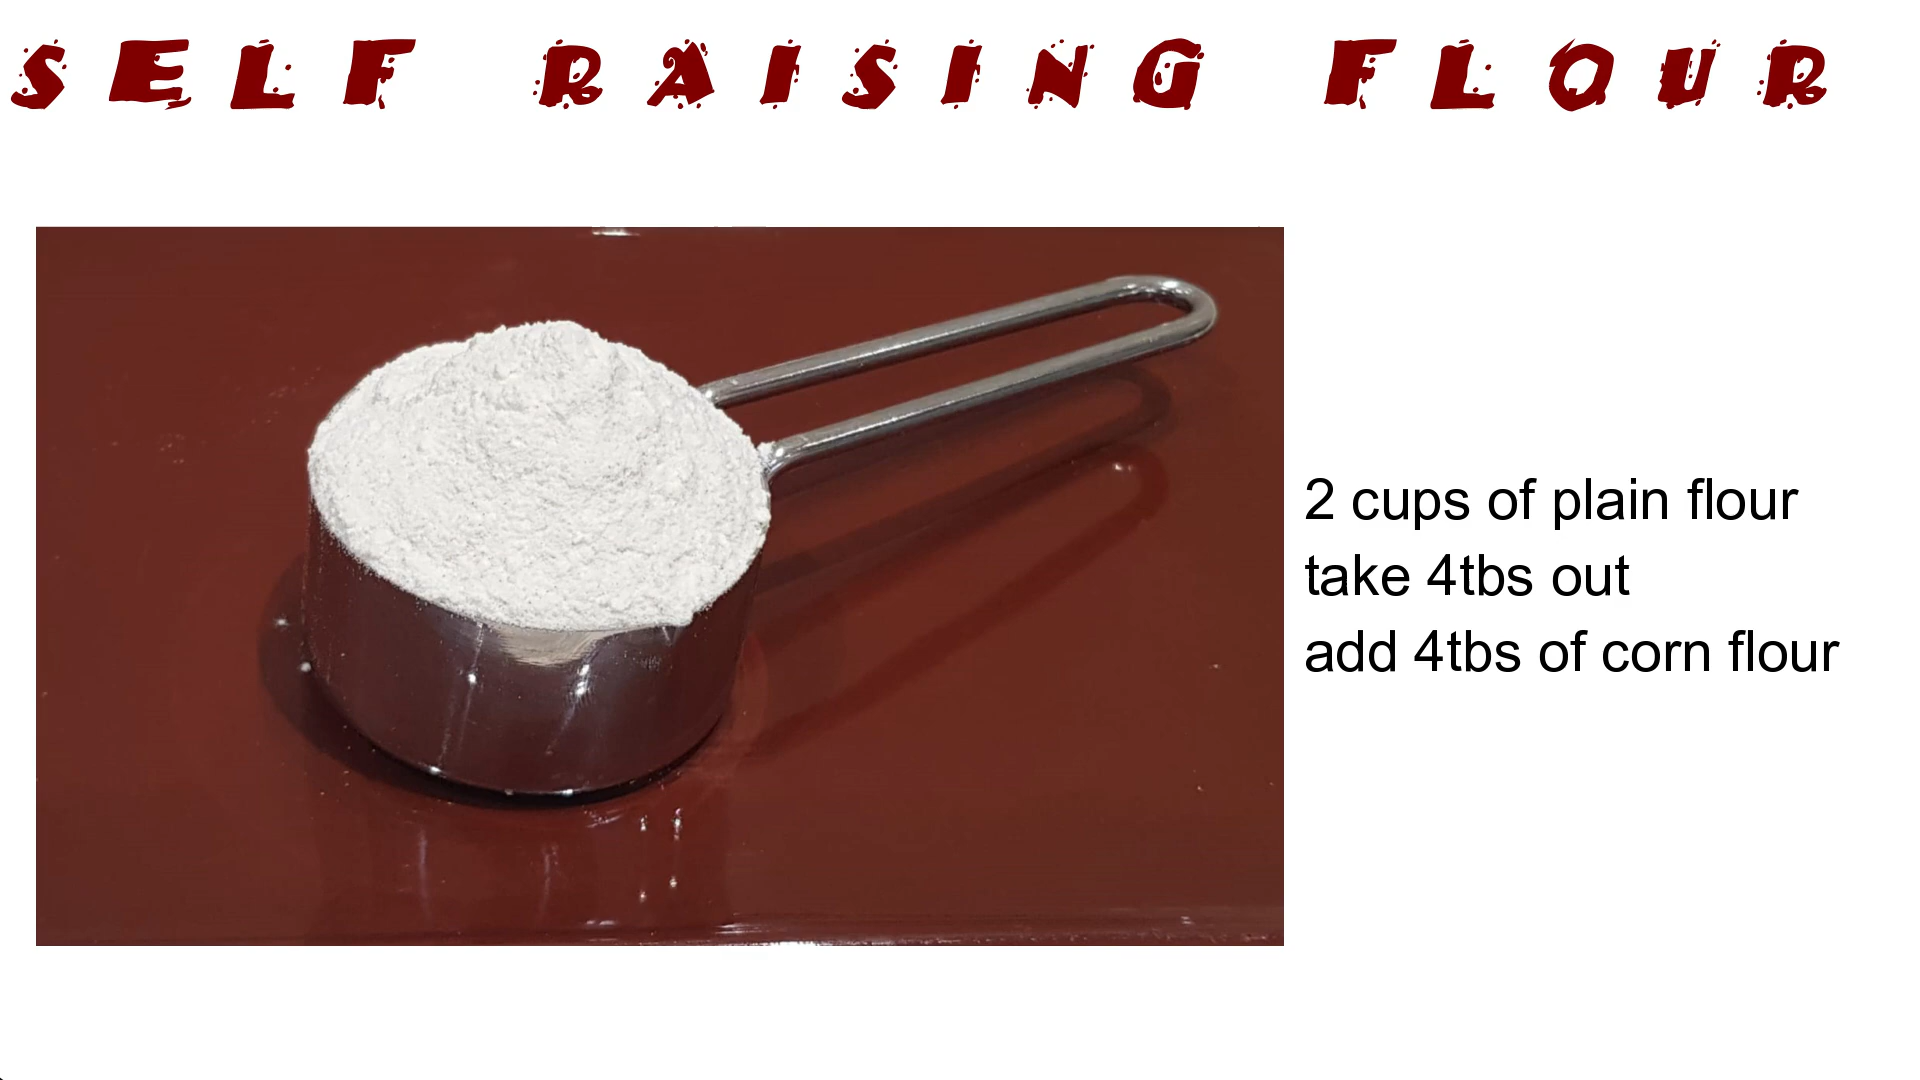 SELF RAISING FLOUR
2 cups of plain flour
take 4tbs out
add 4tbs of corn flour